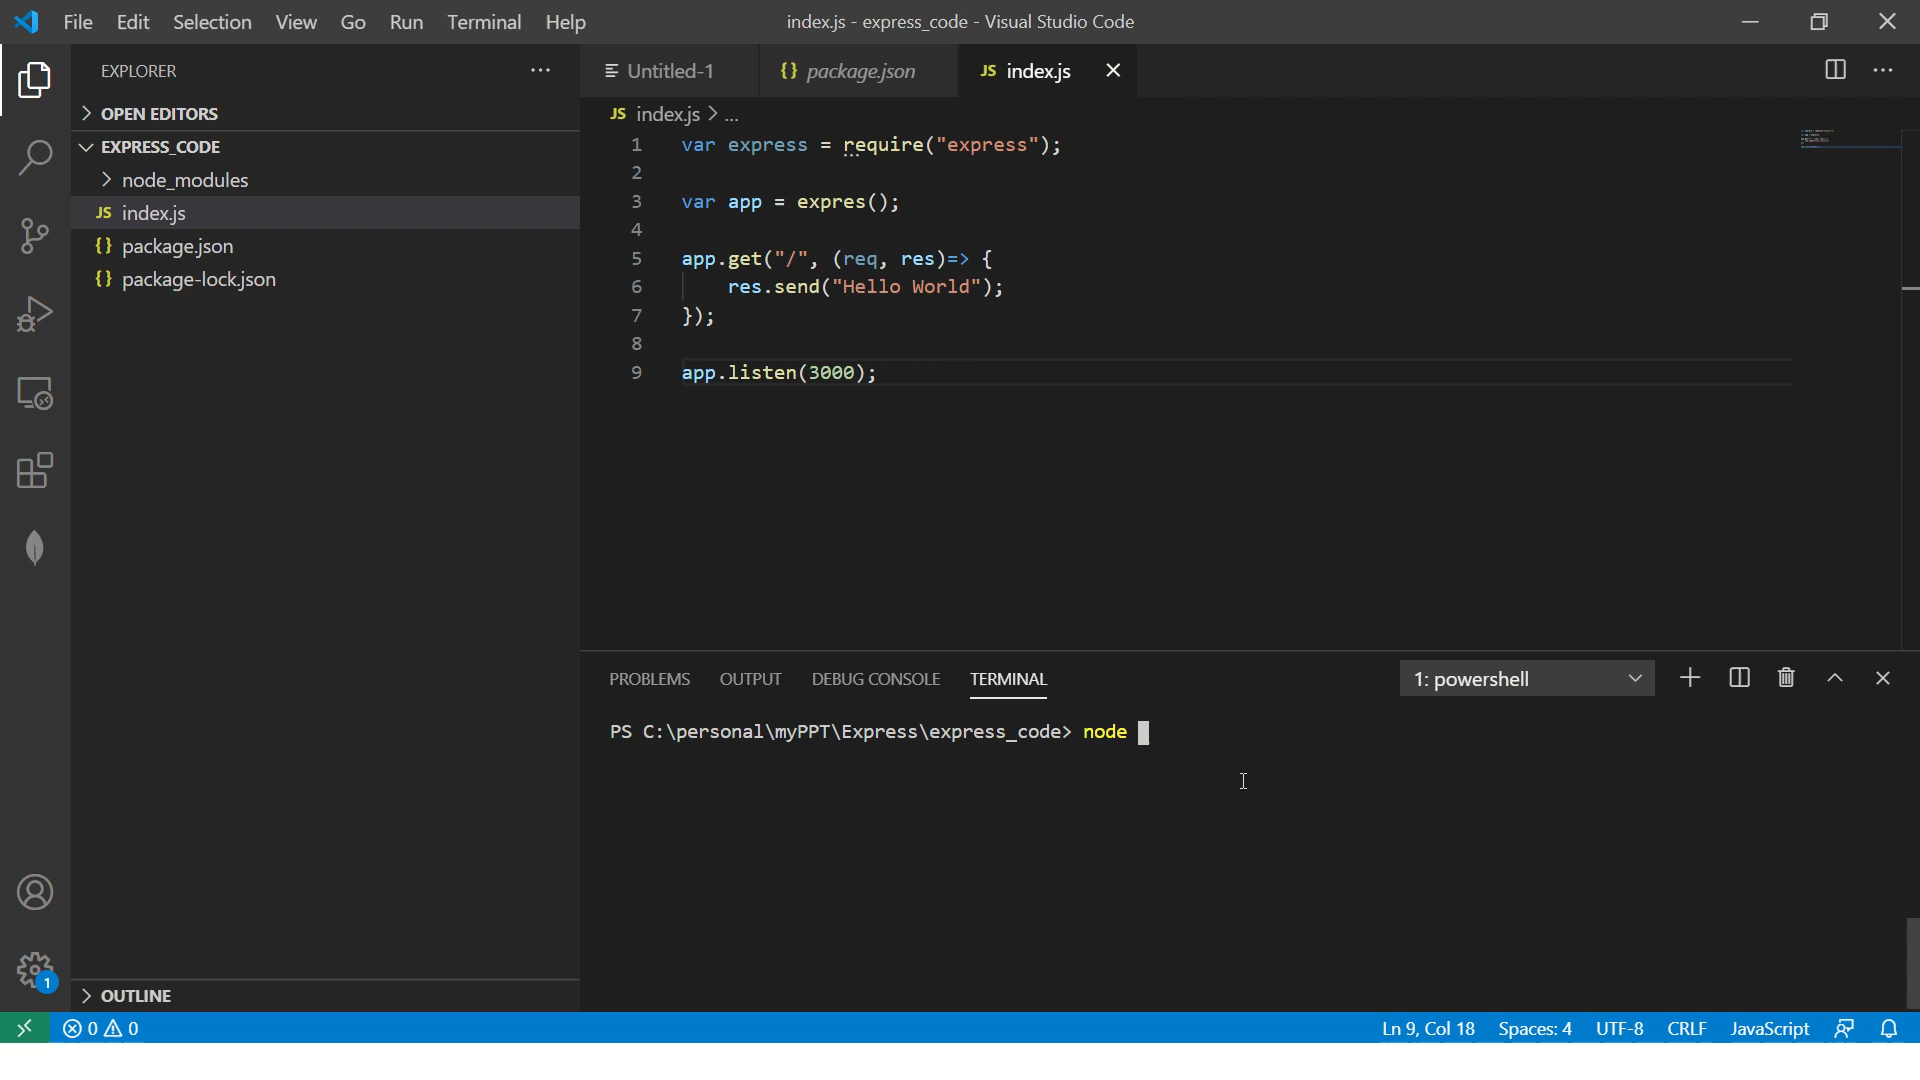 File Edit Selection View Go Run Terminal Help index.js - express_code - Visual Studio Code
EXPLORER
OPEN EDITORS
EXPRESS_CODE
node_modules
JS index.js
{} package.json
{} package-lock.json
OUTLINE
Untitled-1 {} package.json JS index.js
JS index.js > ...
1 var express = require("express");
2
3 var app = expres();
4
5 app.get("/", (req, res)=> {
6 res.send("Hello World");
7 });
8
9 app.listen(3000);
PROBLEMS OUTPUT DEBUG CONSOLE TERMINAL 1: powershell
PS C:\personal\myPPT\Express\express_code> node
1
0 0 Ln 9, Col 18 Spaces: 4 UTF-8 CRLF JavaScript